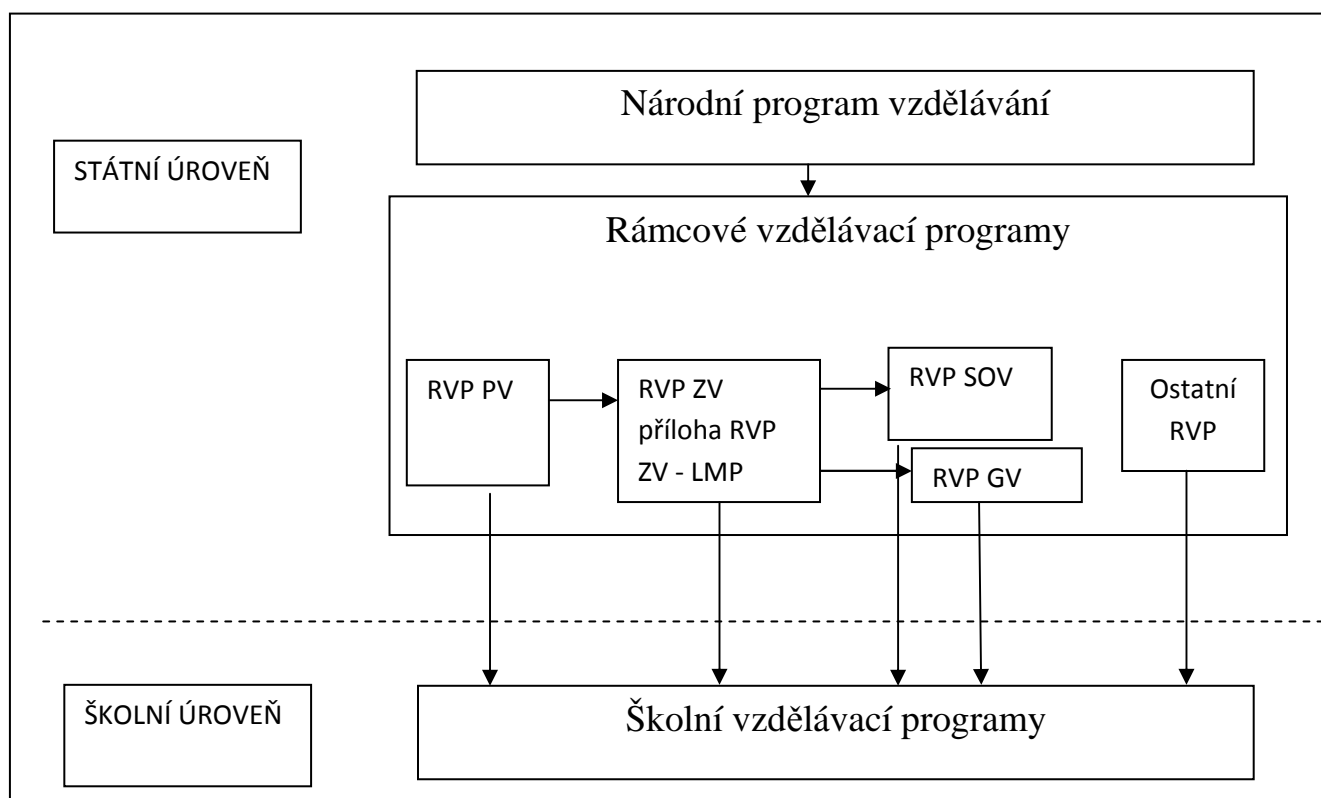 Národní program vzdělávání
STÁTNÍ ÚROVEŇ
Rámcové vzdělávací programy
RVP PV
RVP ZV
příloha RVP
ZV - LMP
RVP SOV
RVP GV
Ostatní
RVP
ŠKOLNÍ ÚROVEŇ
Školní vzdělávací programy